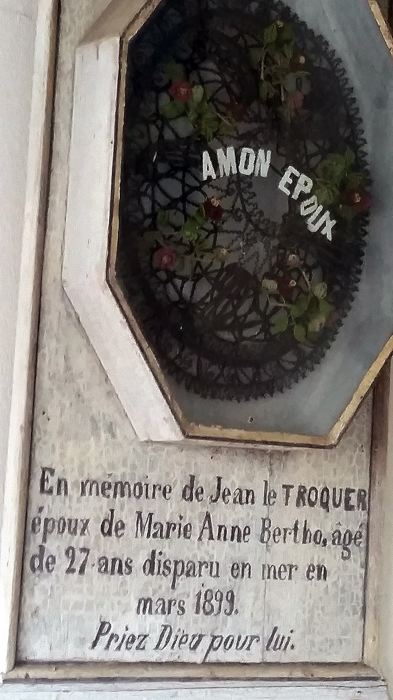 AMON EPOUX
En mémoire de Jean le TROQUER
époux de Marie Anne Bertho, âgé
de 27 ans disparu en mer en
mars 1899.
Priez Dieu pour lui.